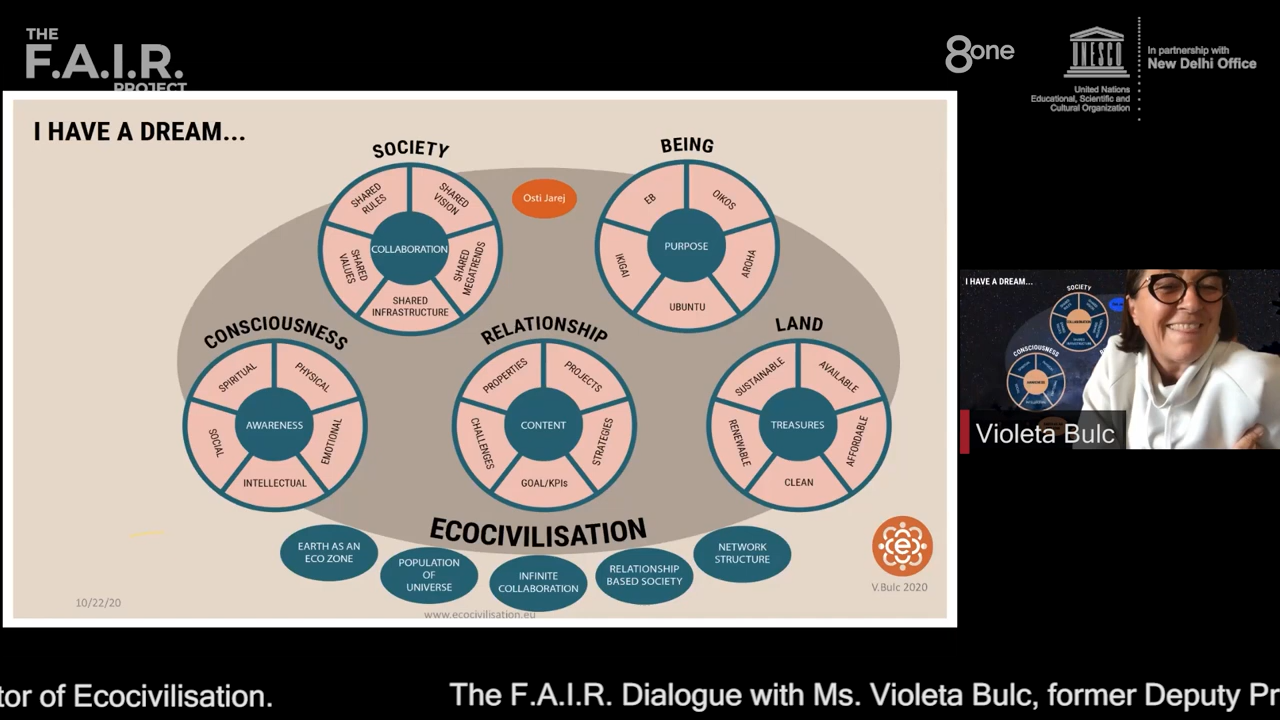 THE
F.A.I.R.
PROJECT
8one
UNESCO
United Nations
Educational, Scientific and
Cultural Organization
In partnership with
New Delhi Office
I HAVE A DREAM...
SOCIETY
SHARED
RULES
SHARED
VISION
SHARED
VALUES
COLLABORATION
SHARED
MEGATRENDS
SHARED
INFRASTRUCTURE
Osti Jarej
BEING
EB
OIKOS
IKIGAI
PURPOSE
AROHA
UBUNTU
CONSCIOUSNESS
SPIRITUAL
PHYSICAL
SOCIAL
AWARENESS
EMOTIONAL
INTELLECTUAL
RELATIONSHIP
PROPERTIES
PROJECTS
CHALLENGES
CONTENT
STRATEGIES
GOAL/KPIs
LAND
SUSTAINABLE
AVAILABLE
RENEWABLE
TREASURES
AFFORDABLE
CLEAN
ECOCIVILISATION
EARTH AS AN
ECO ZONE
POPULATION
OF
UNIVERSE
INFINITE
COLLABORATION
RELATIONSHIP
BASED SOCIETY
NETWORK
STRUCTURE
e
V.Bulc 2020
10/22/20
www.ecocivilisation.eu
I HAVE A DREAM...
SOCIETY
CONSCIOUSNESS
Violeta Bulc
tor of Ecocivilisation.
The F.A.I.R. Dialogue with Ms. Violeta Bulc, former Deputy Pr